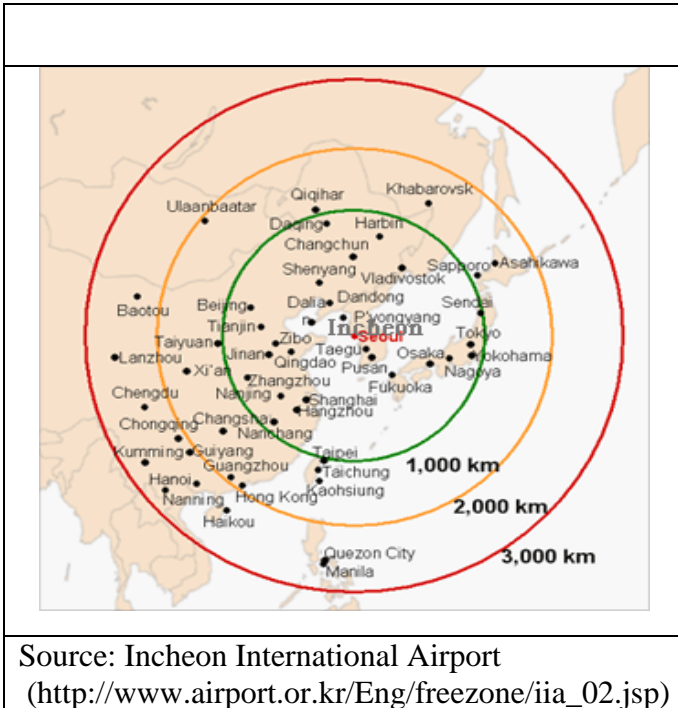 Khabarovsk
Qiqihar
Ulaanbaatar
Daqing Harbin
Changchun
Shenyang
Vladivostok
Sapporo Asahikawa
Baotou
Beijing
Dalia
n
Dandong
Sendai
P'yongyang
Incheon
Tianjin
Seoul
Tokyo
Taiyuan
Zibo
Taegu
Osaka
Yokohama
Lanzhou
Jinan
Qingdao
Pusan
Nagoya
Xi'an
Zhangzhou
Fukuoka
Chengdu
Nanjing
Shanghai
Hangzhou
Chongqing
Changsha
Nanchang
Kumming
Guiyang
Taipei
Guangzhou
Taichung
1,000 km
Hanoi
Kaohsiung
Nanning
Hong Kong
2,000 km
Haikou
Quezon City
3,000 km
Manila
Source: Incheon International Airport
(http://www.airport.or.kr/Eng/freezone/iia_02.jsp)